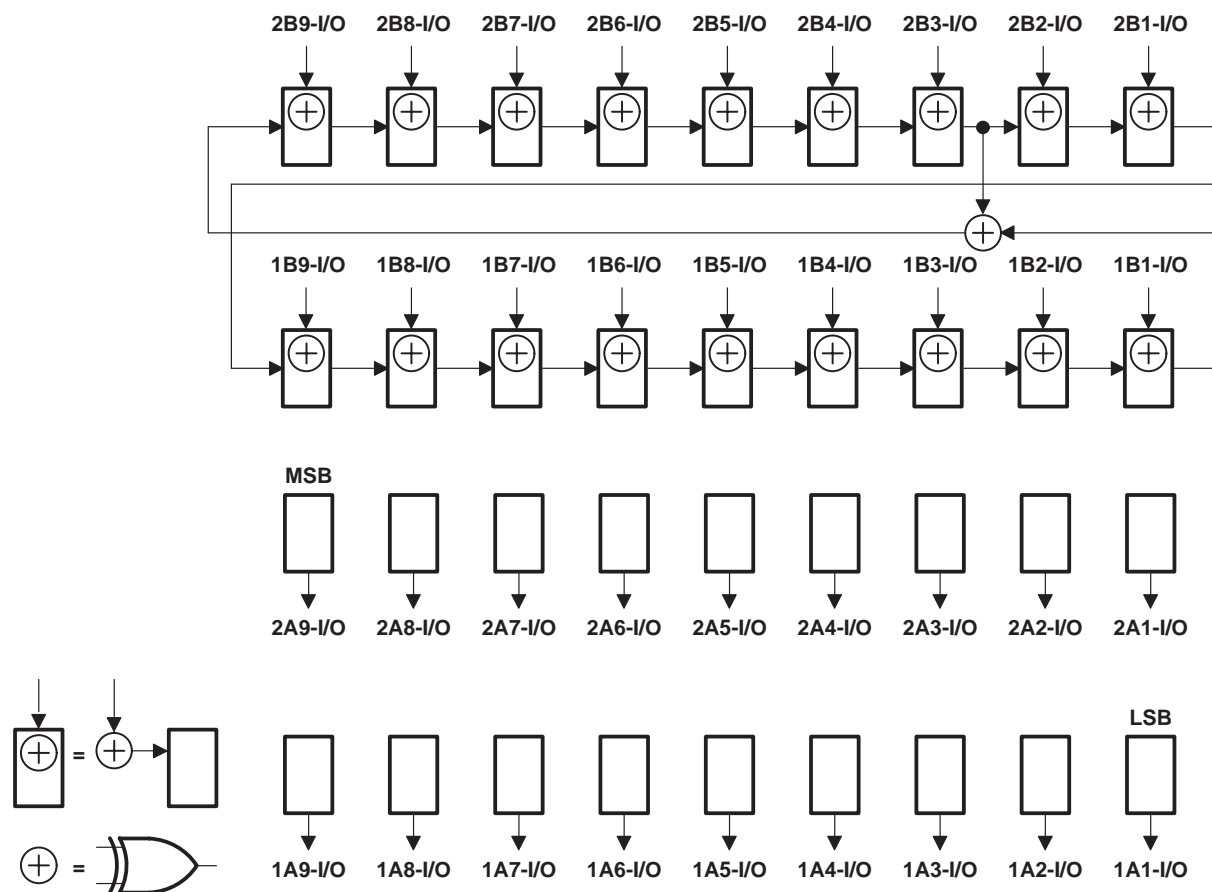 2B9-I/O 2B8-I/O 2B7-I/O 2B6-I/O 2B5-I/O 2B4-I/O 2B3-I/O 2B2-I/O 2B1-I/O
1B9-I/O 1B8-I/O 1B7-I/O 1B6-I/O 1B5-I/O 1B4-I/O 1B3-I/O 1B2-I/O 1B1-I/O
MSB
2A9-I/O 2A8-I/O 2A7-I/O 2A6-I/O 2A5-I/O 2A4-I/O 2A3-I/O 2A2-I/O 2A1-I/O
LSB
=
=
1A9-I/O 1A8-I/O 1A7-I/O 1A6-I/O 1A5-I/O 1A4-I/O 1A3-I/O 1A2-I/O 1A1-I/O